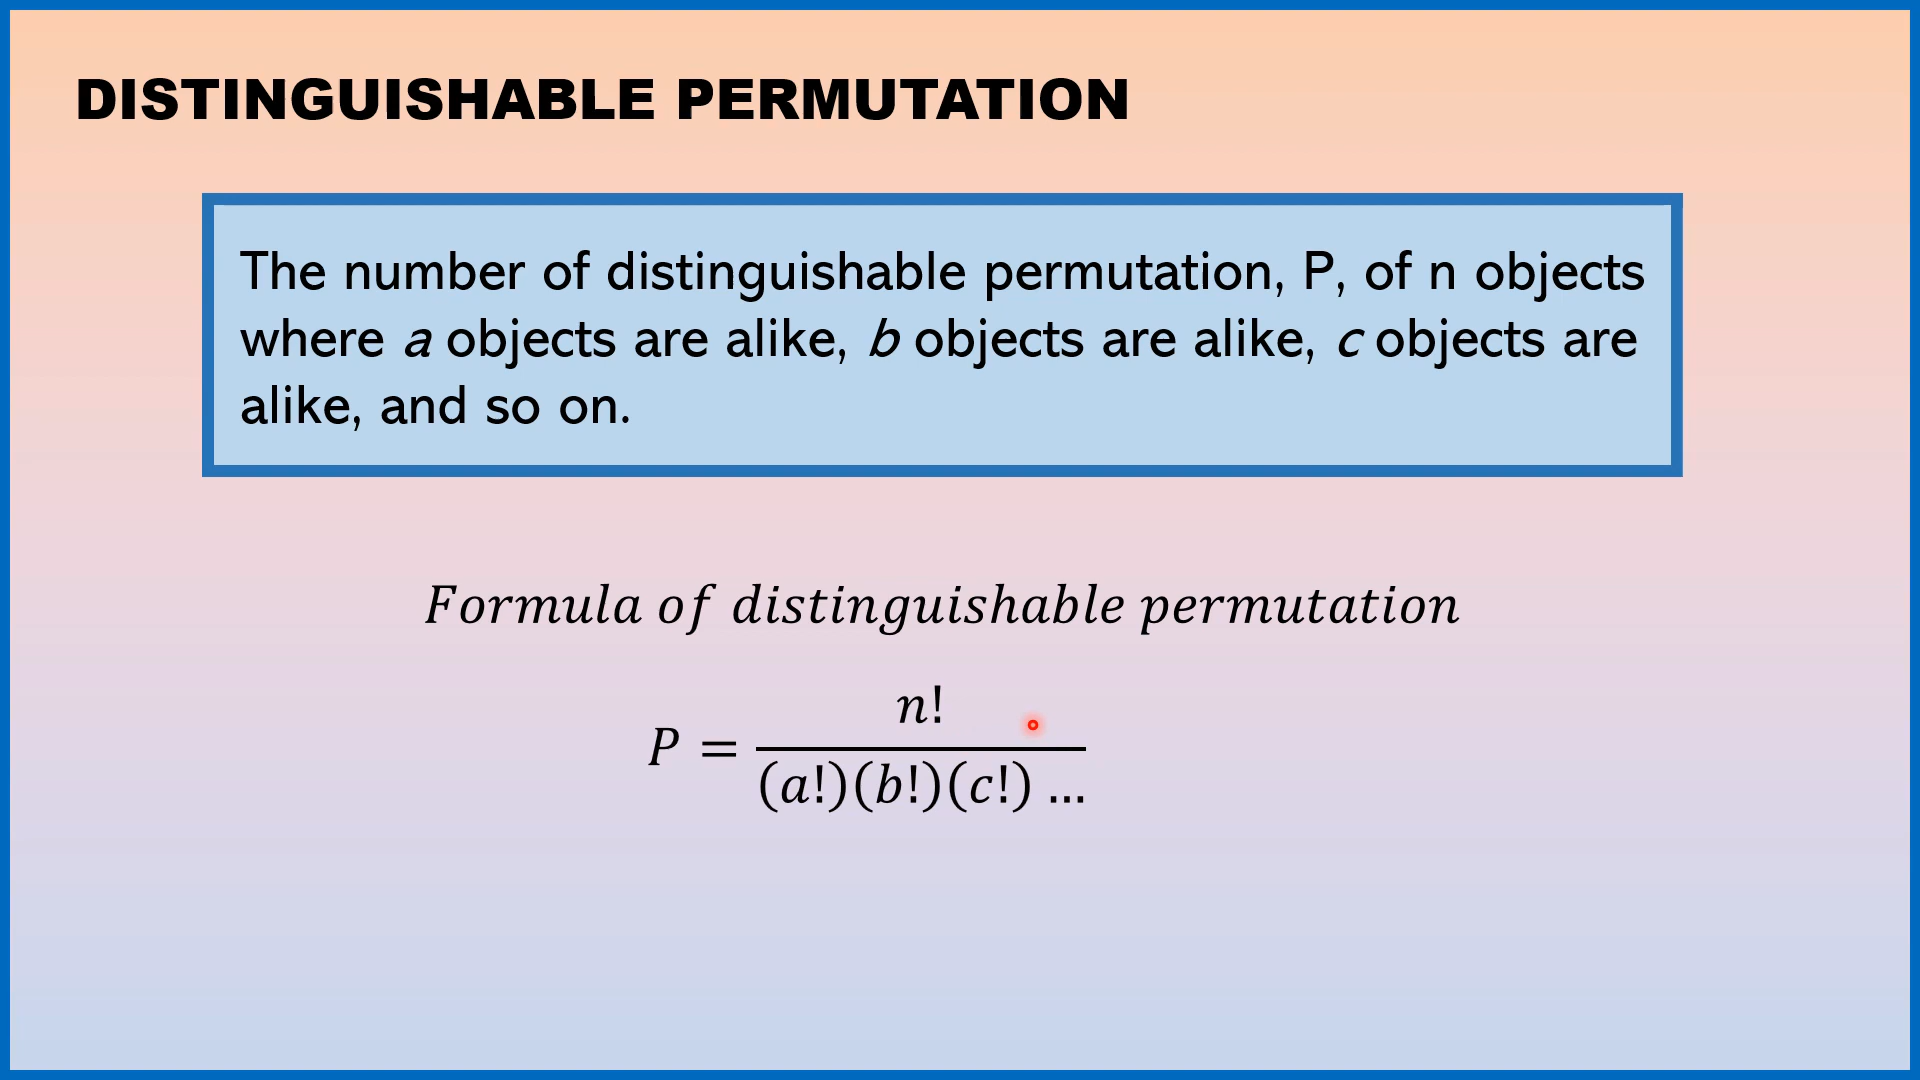 DISTINGUISHABLE PERMUTATION
The number of distinguishable permutation, P, of n objects
where a objects are alike, b objects are alike, c objects are
alike, and so on.
Formula of distinguishable permutation
P = n! / (a!)(b!)(c!) ...